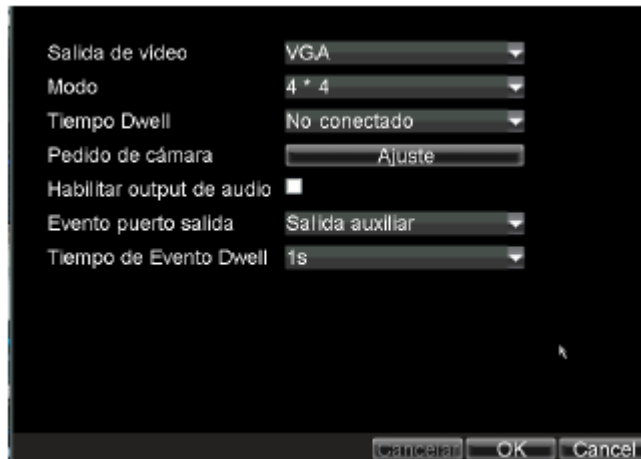 Salida de video VGA
Modo 4 * 4
Tiempo Dwell No conectado
Pedido de cámara Ajuste
Habilitar output de audio
Evento puerto salida Salida auxiliar
Tiempo de Evento Dwell 1s
Cancelar OK Cancel